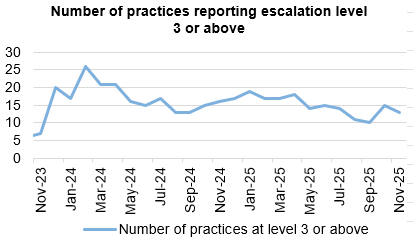 Number of practices reporting escalation level
3 or above
30
25
20
15
10
5
0
Nov-23
Jan-24
Mar-24
May-24
Jul-24
Sep-24
Nov-24
Jan-25
Mar-25
May-25
Jul-25
Sep-25
Nov-25
Number of practices at level 3 or above